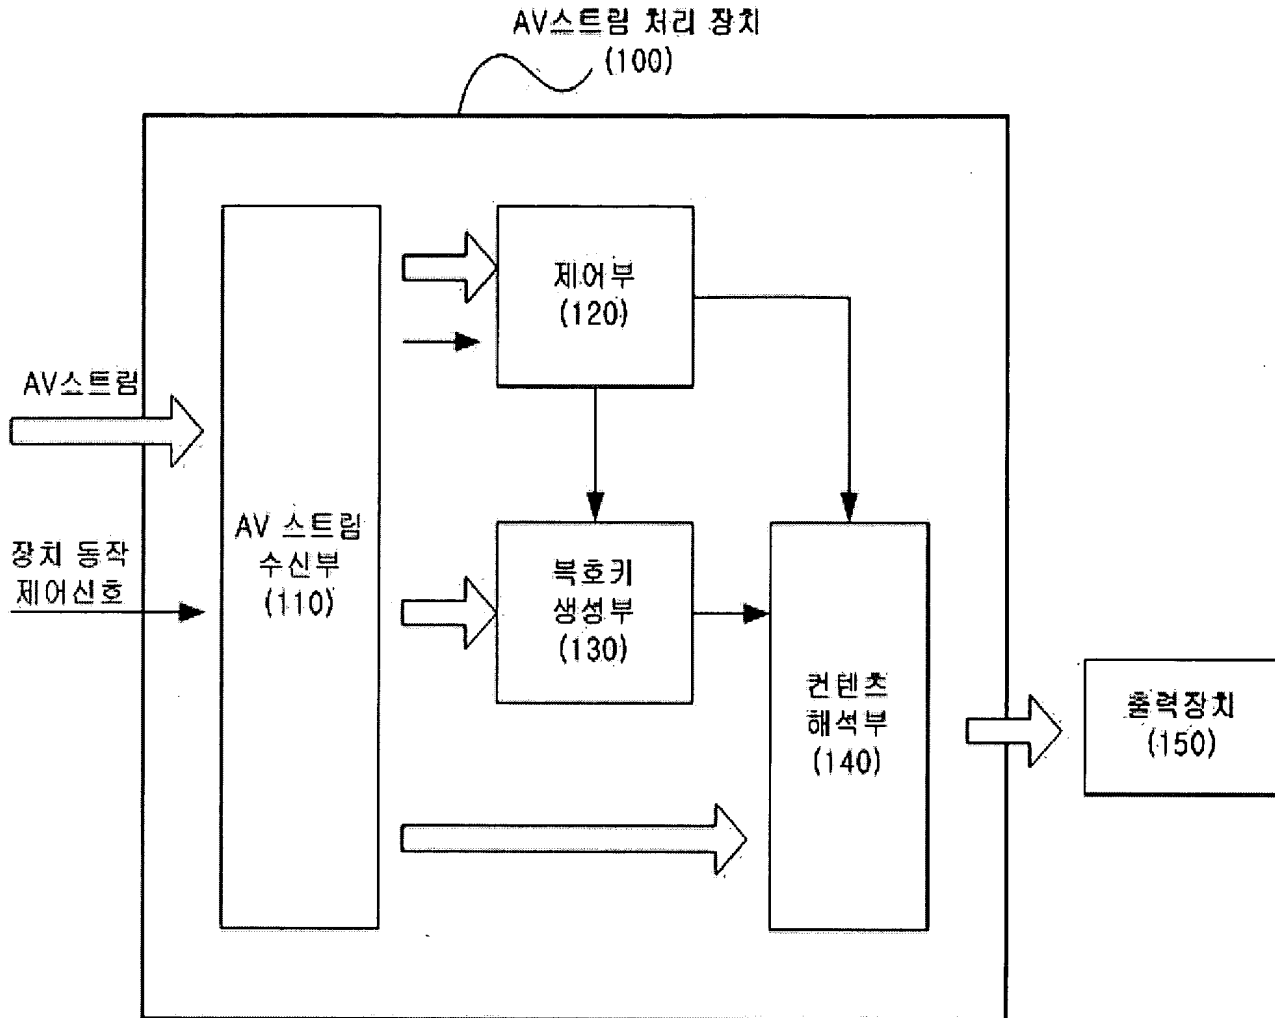 AV스트림 처리 장치
(100)
제어부
(120)
AV스트림
AV 스트림
수신부
(110)
장치 동작
제어신호
복호키
생성부
(130)
컨텐츠
해석부
(140)
출력장치
(150)